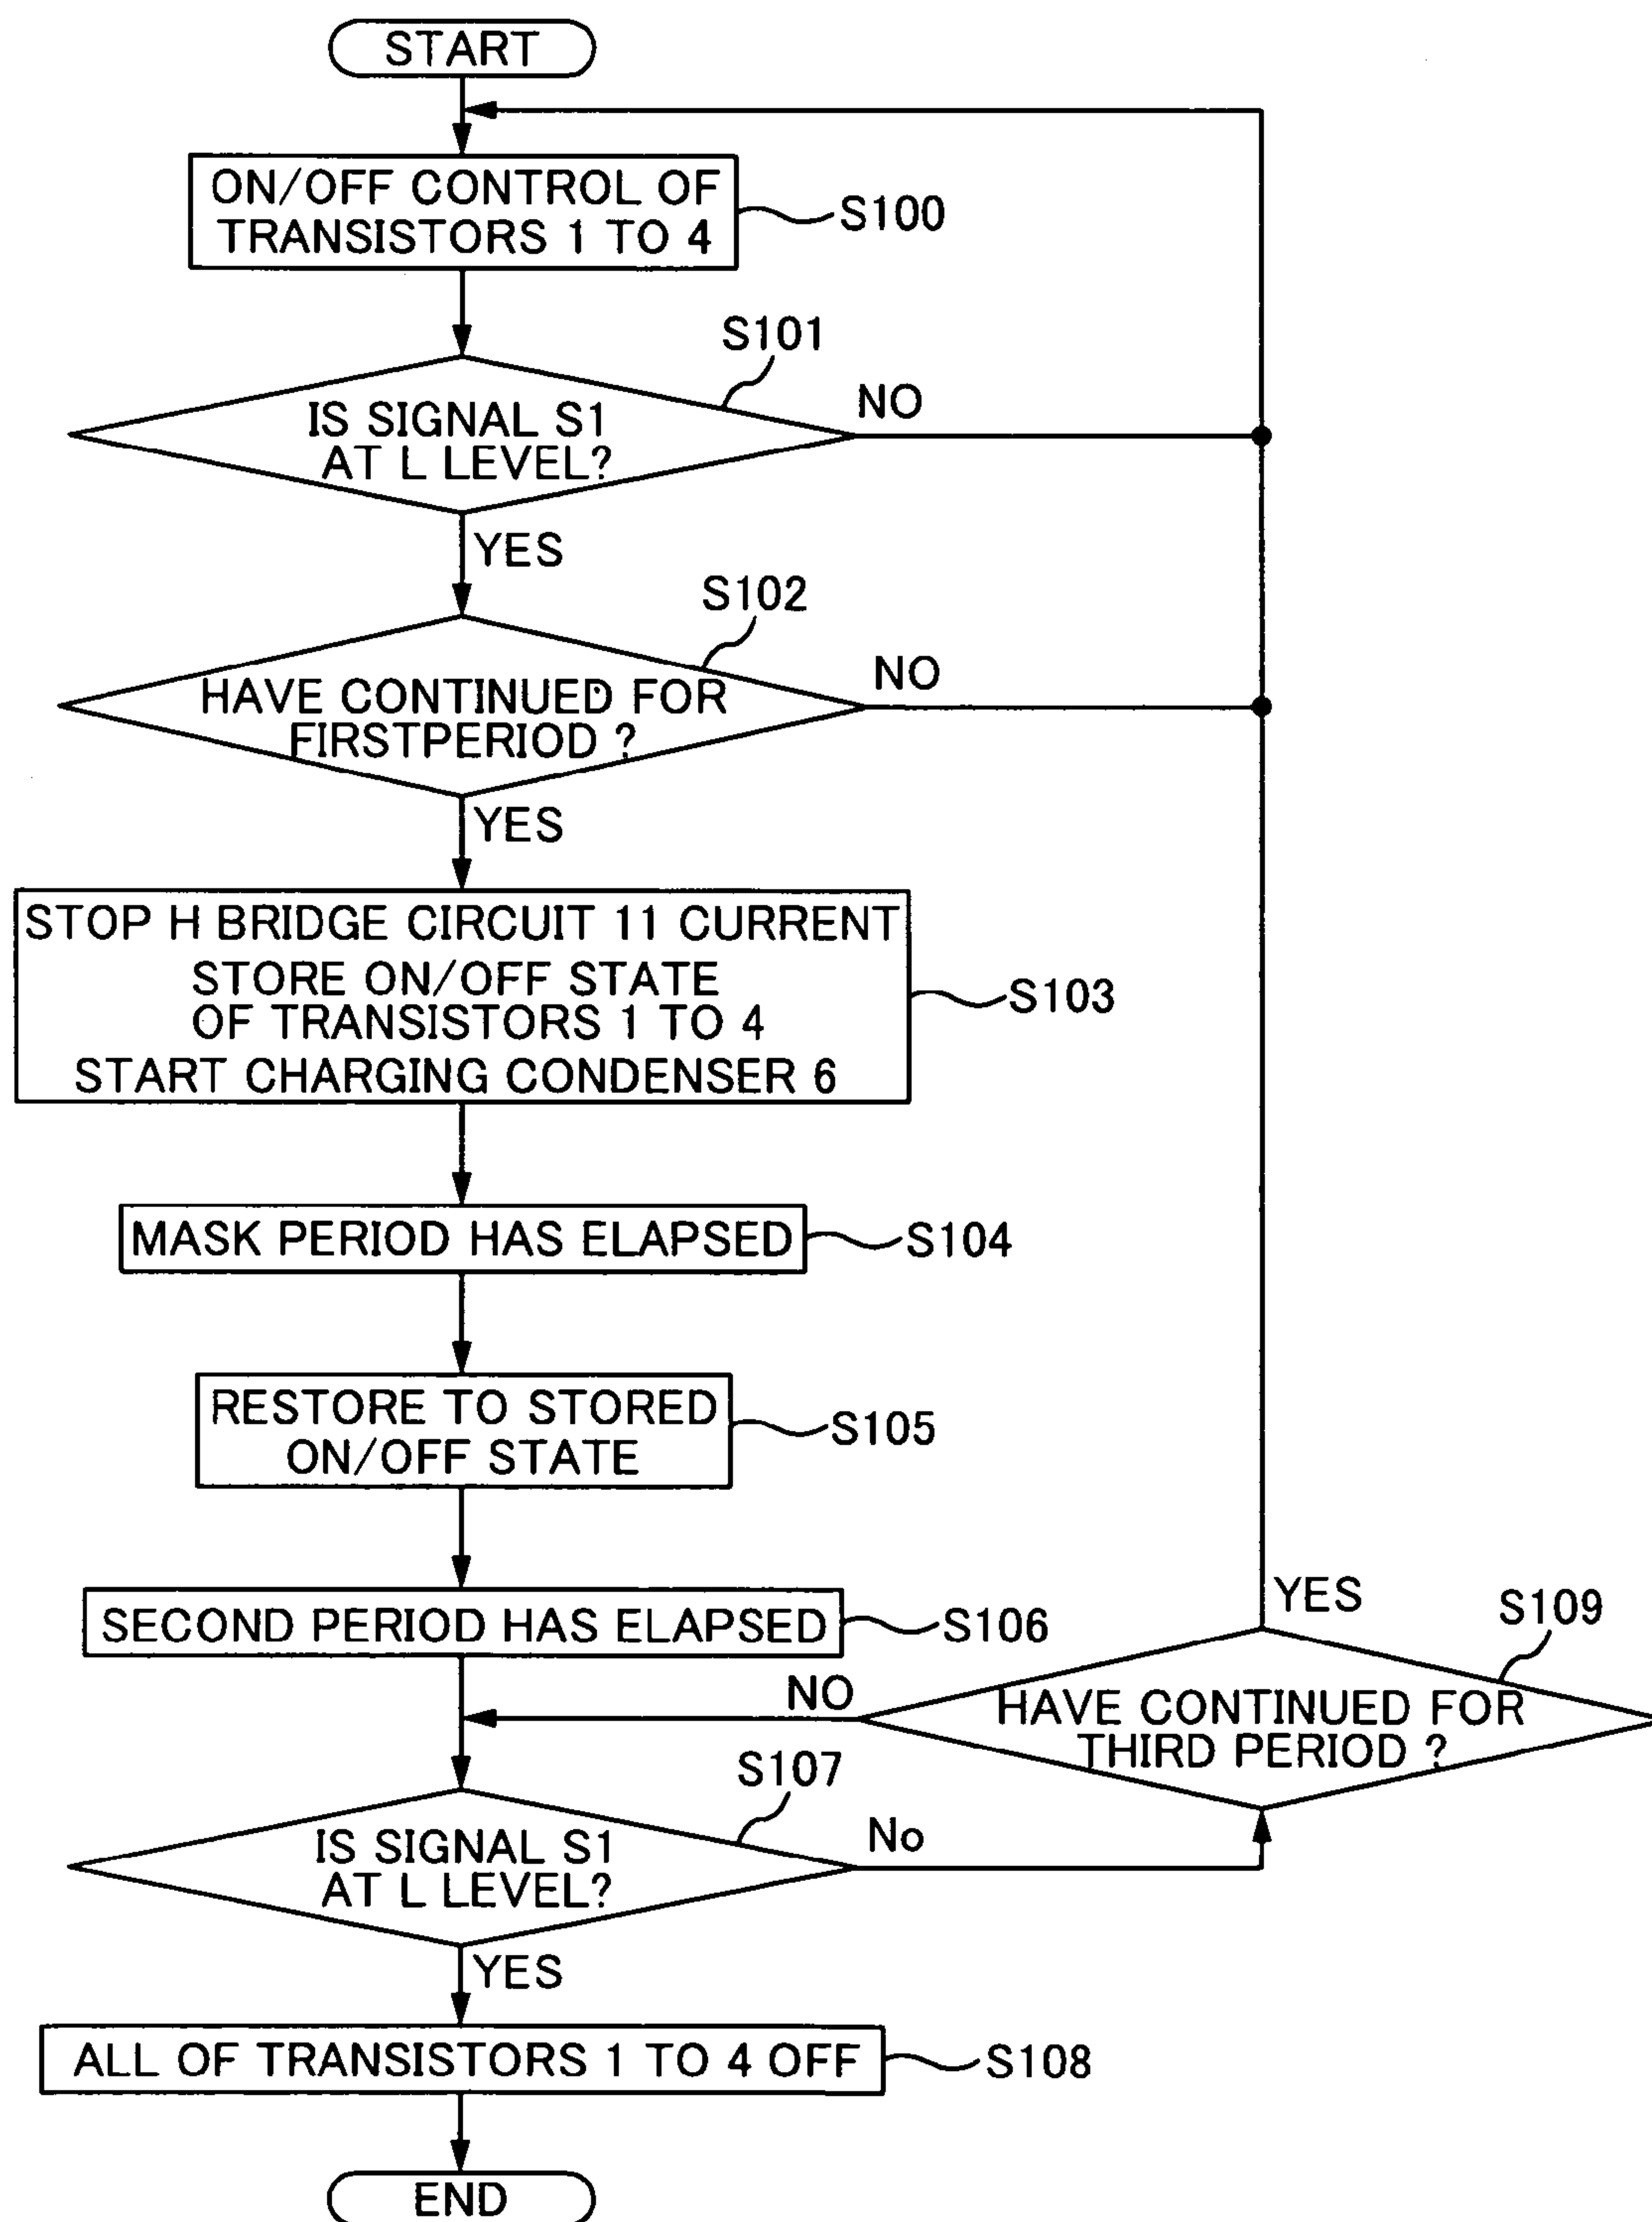 START
ON/OFF CONTROL OF
TRANSISTORS 1 TO 4
S100
S101
IS SIGNAL S1
AT L LEVEL?
NO
YES
S102
HAVE CONTINUED FOR
FIRSTPERIOD ?
NO
YES
STOP H BRIDGE CIRCUIT 11 CURRENT
STORE ON/OFF STATE
OF TRANSISTORS 1 TO 4
START CHARGING CONDENSER 6
S103
MASK PERIOD HAS ELAPSED
S104
RESTORE TO STORED
ON/OFF STATE
S105
SECOND PERIOD HAS ELAPSED
S106
YES
S109
HAVE CONTINUED FOR
THIRD PERIOD ?
NO
S107
IS SIGNAL S1
AT L LEVEL?
No
YES
ALL OF TRANSISTORS 1 TO 4 OFF
S108
END